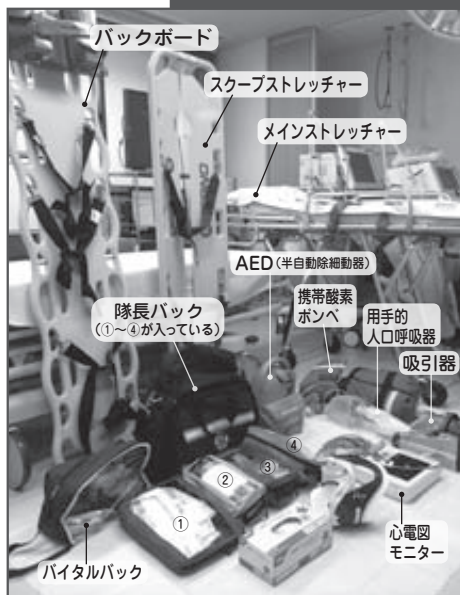 バックボード
スクープストレッチャー
メインストレッチャー
AED(半自動除細動器)
隊長バック
(①〜④が入っている)
携帯酸素
ボンベ
用手的
人口呼吸器
吸引器
④
③
②
①
バイタルバック
心電図
モニター